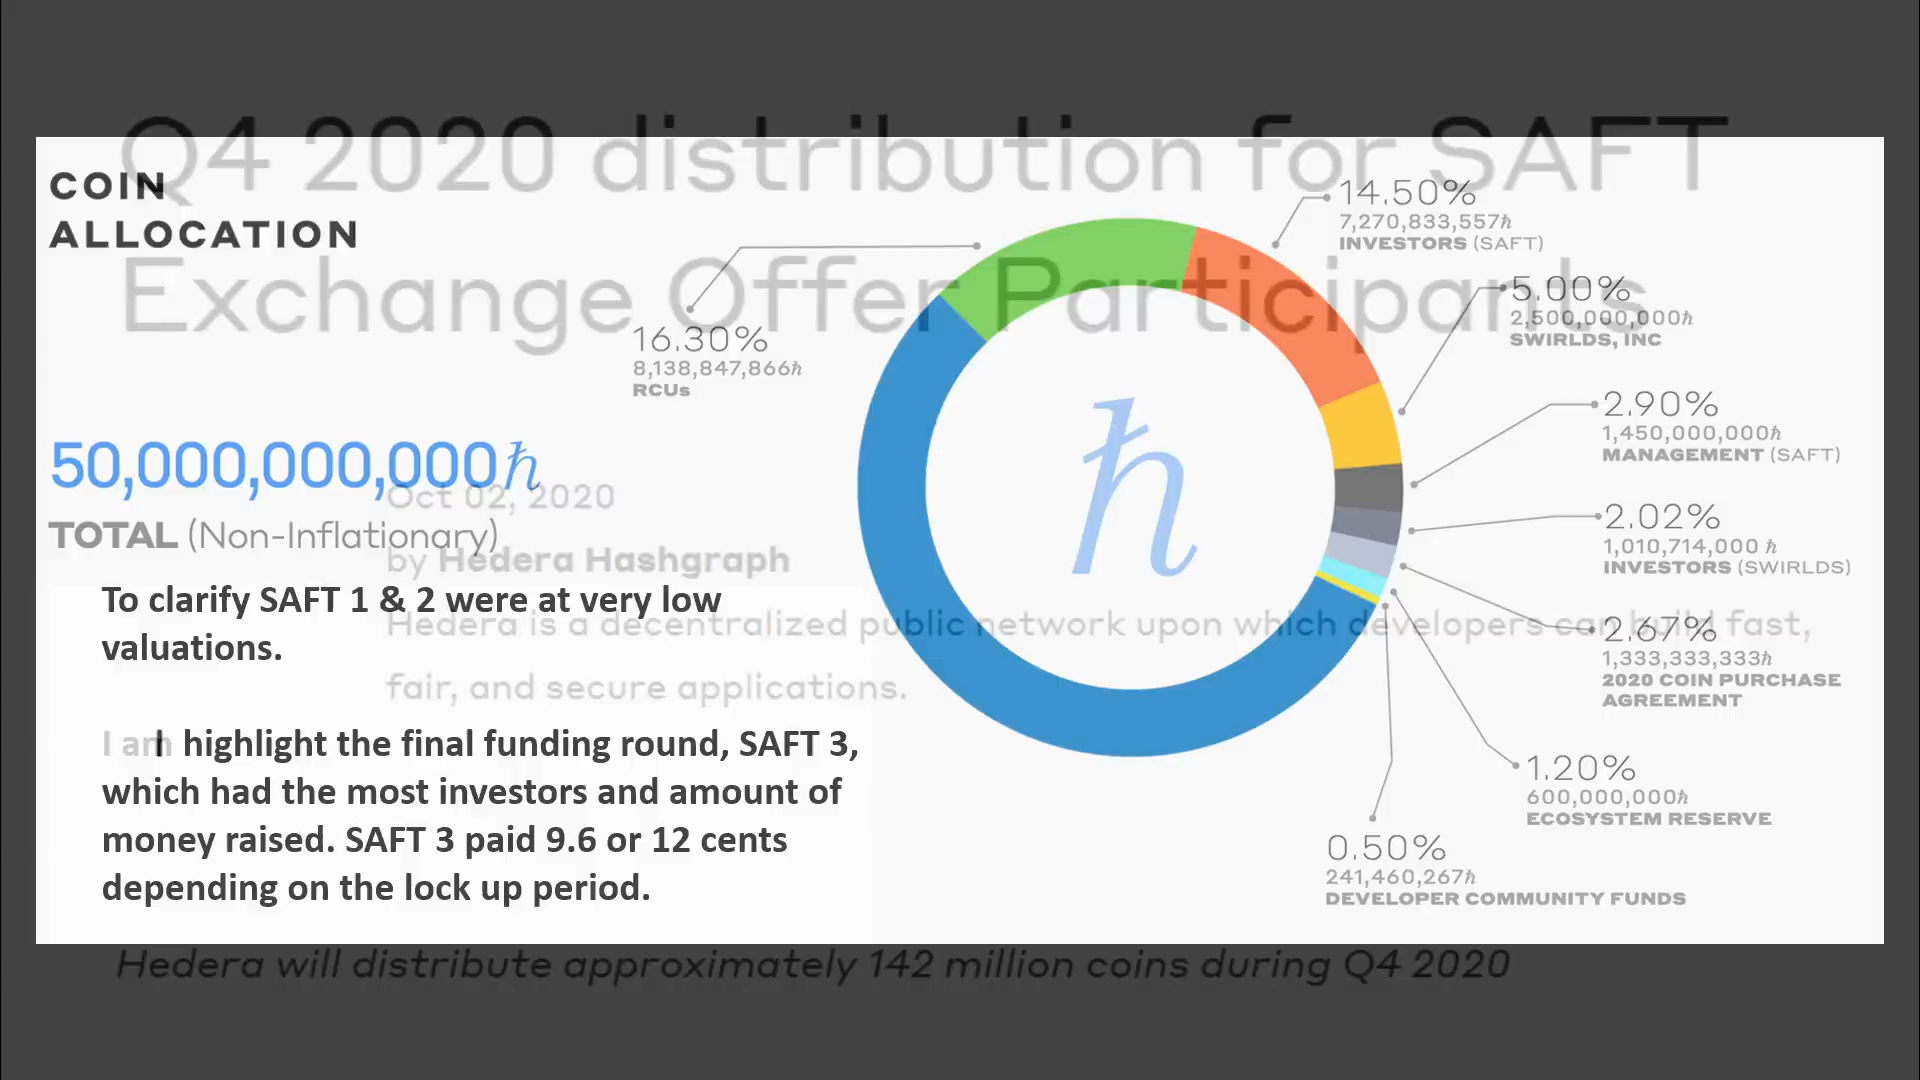 Q4 2020 distribution for SAFT
Exchange Offer Participants
COIN
ALLOCATION
50,000,000,000ℏ
TOTAL (Non-Inflationary)
Oct 02, 2020
by Hedera Hashgraph
Hedera is a decentralized public network upon which developers can build fast,
fair, and secure applications.
To clarify SAFT 1 & 2 were at very low
valuations.
I highlight the final funding round, SAFT 3,
which had the most investors and amount of
money raised. SAFT 3 paid 9.6 or 12 cents
depending on the lock up period.
16.30%
8,138,847,866ℏ
RCUs
ℏ
14.50%
7,270,833,557ℏ
INVESTORS (SAFT)
5.00%
2,500,000,000ℏ
SWIRLDS, INC
2.90%
1,450,000,000ℏ
MANAGEMENT (SAFT)
2.02%
1,010,714,000 ℏ
INVESTORS (SWIRLDS)
2.67%
1,333,333,333ℏ
2020 COIN PURCHASE
AGREEMENT
1.20%
600,000,000ℏ
ECOSYSTEM RESERVE
0.50%
241,460,267ℏ
DEVELOPER COMMUNITY FUNDS
Hedera will distribute approximately 142 million coins during Q4 2020